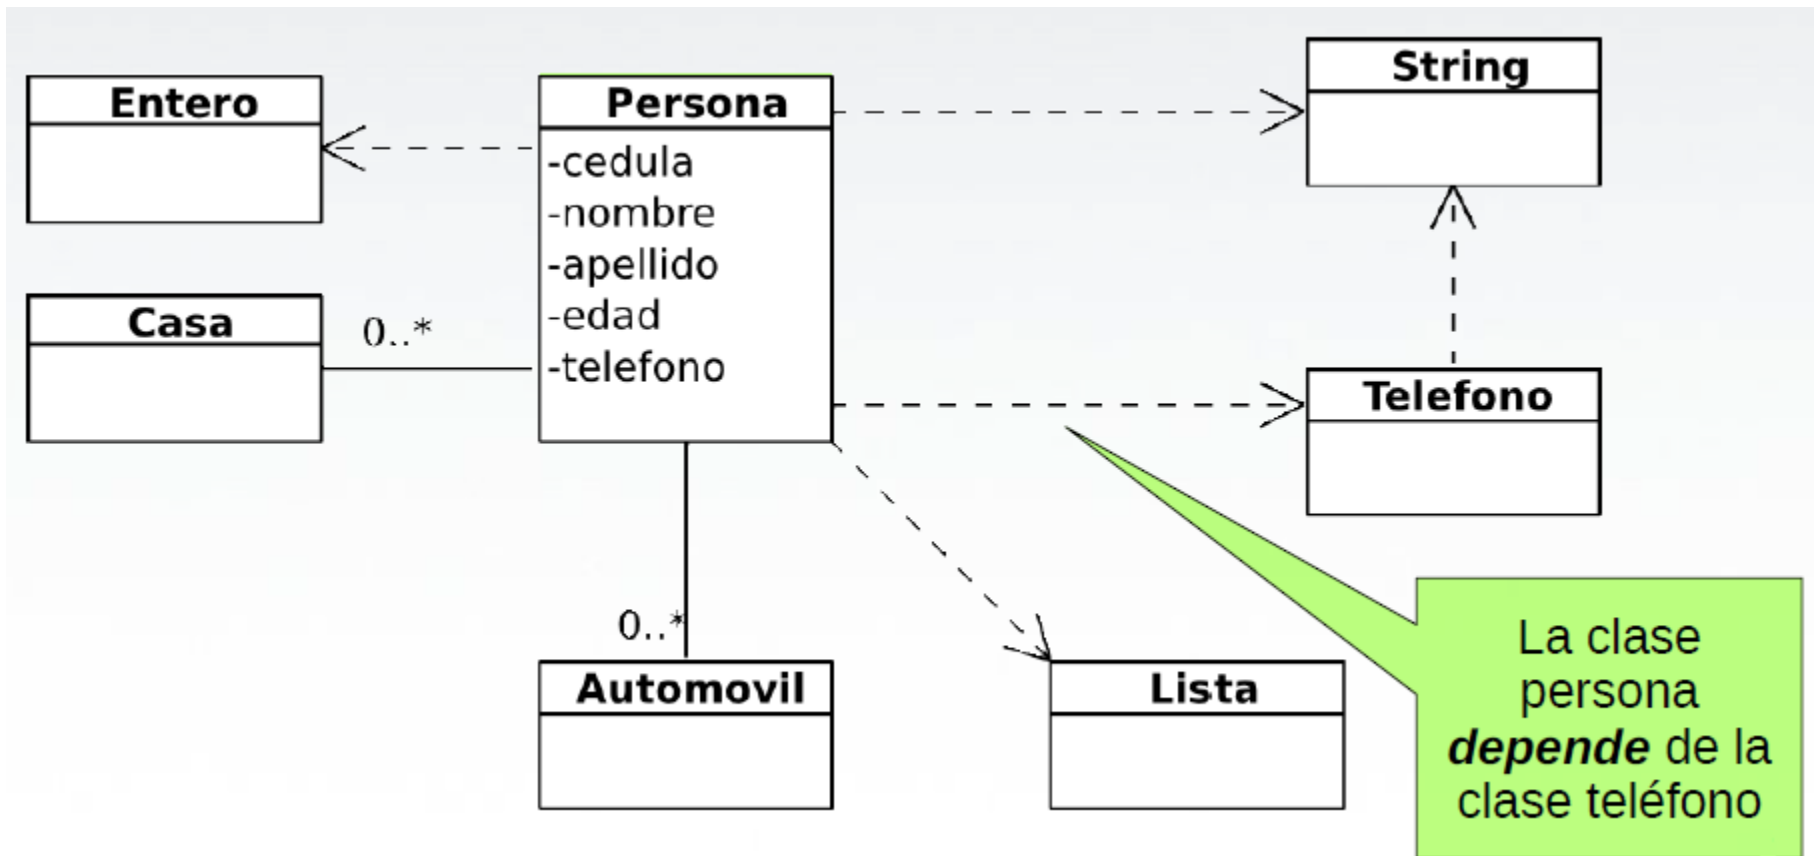 Entero
Persona
-cedula
-nombre
-apellido
-edad
-telefono
String
Casa
0..*
Telefono
0..*
Automovil
Lista
La clase
persona
depende de la
clase teléfono